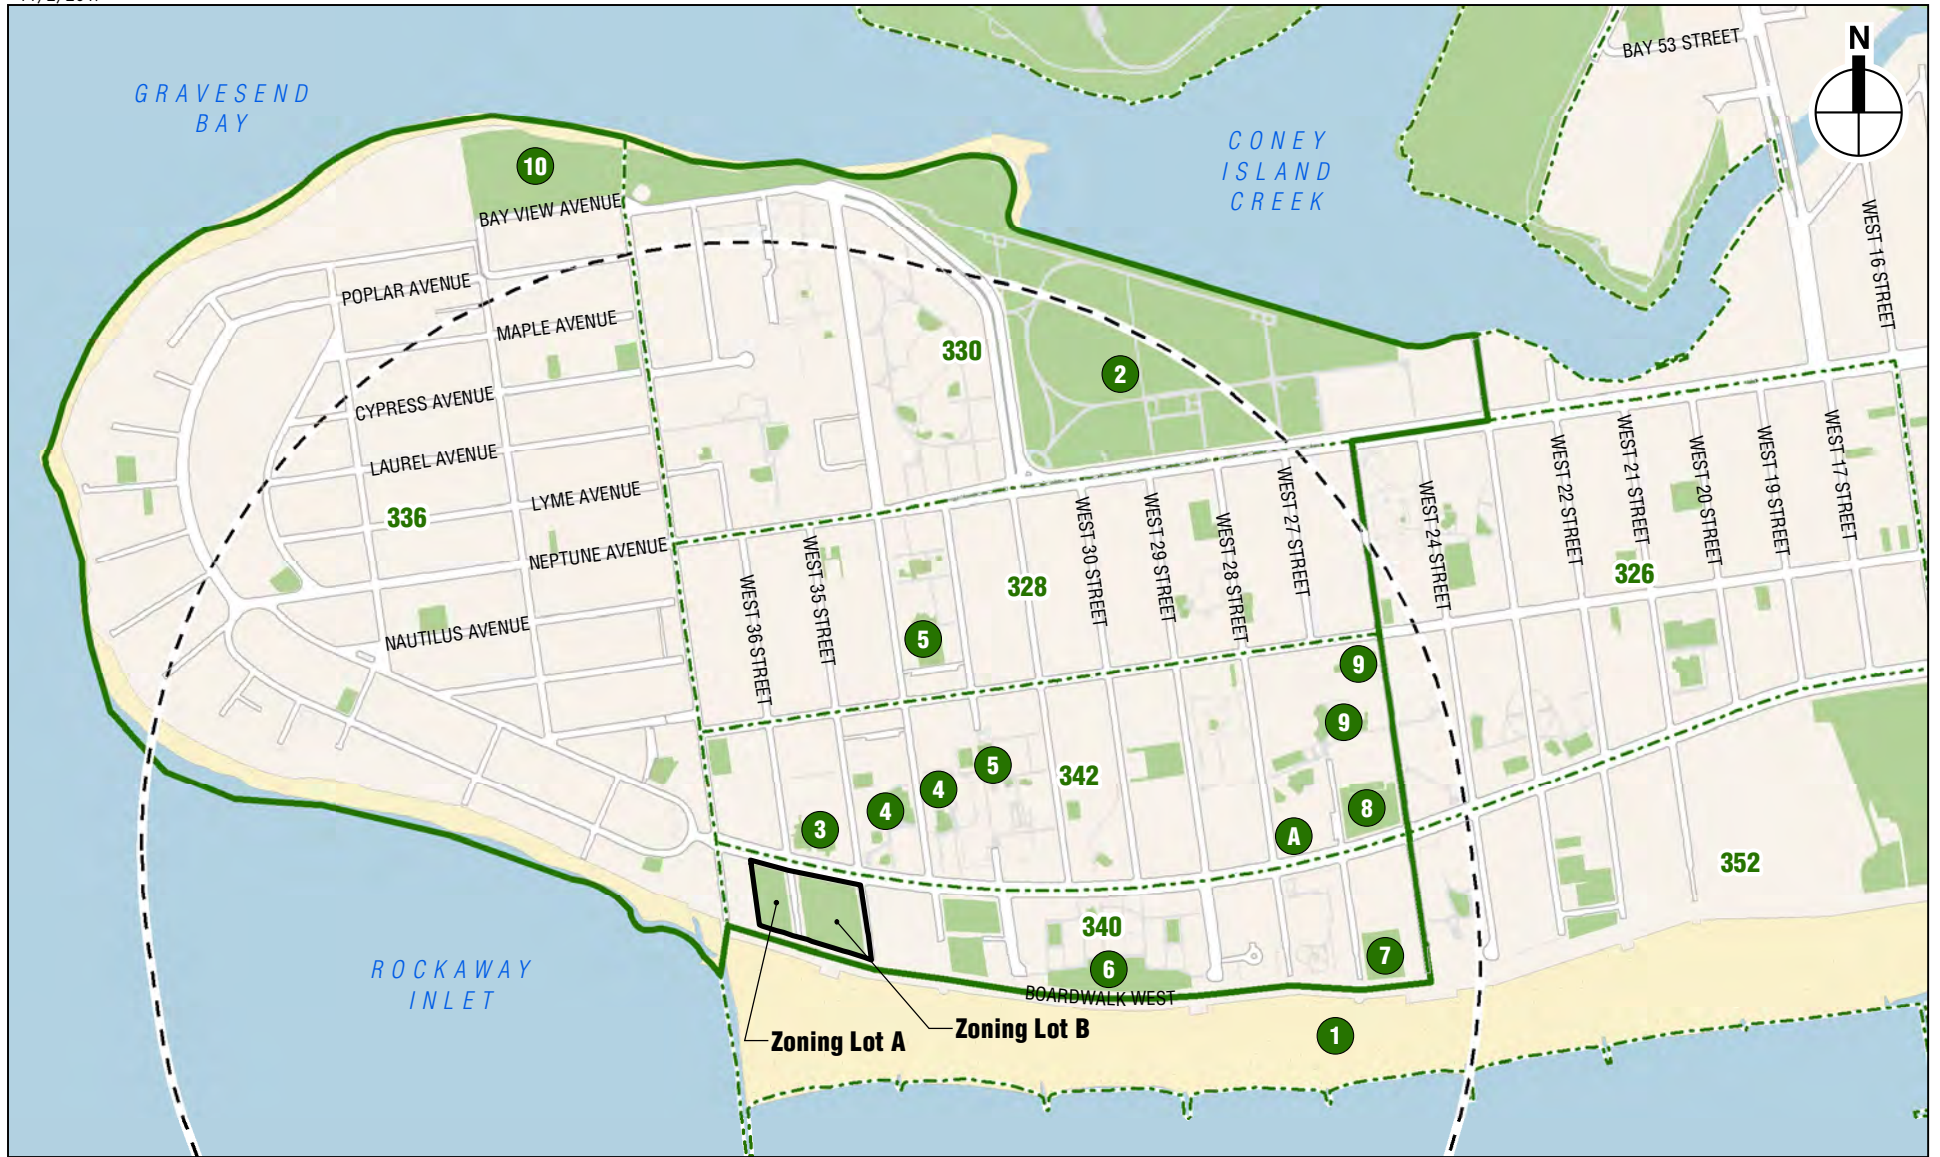 BAY 53 STREET
N
GRAVESEND
BAY
CONEY
ISLAND
CREEK
10
BAY VIEW AVENUE
WEST 16 STREET
POPLAR AVENUE
MAPLE AVENUE
330
2
CYPRESS AVENUE
LAUREL AVENUE
LYME AVENUE
336
NEPTUNE AVENUE
NAUTILUS AVENUE
WEST 36 STREET
WEST 35 STREET
328
WEST 30 STREET
WEST 29 STREET
WEST 28 STREET
WEST 27 STREET
WEST 24 STREET
WEST 22 STREET
WEST 21 STREET
WEST 20 STREET
WEST 19 STREET
WEST 17 STREET
326
5
9
9
5
342
4
4
3
8
A
352
340
6
7
BOARDWALK WEST
ROCKAWAY
INLET
Zoning Lot A
Zoning Lot B
1